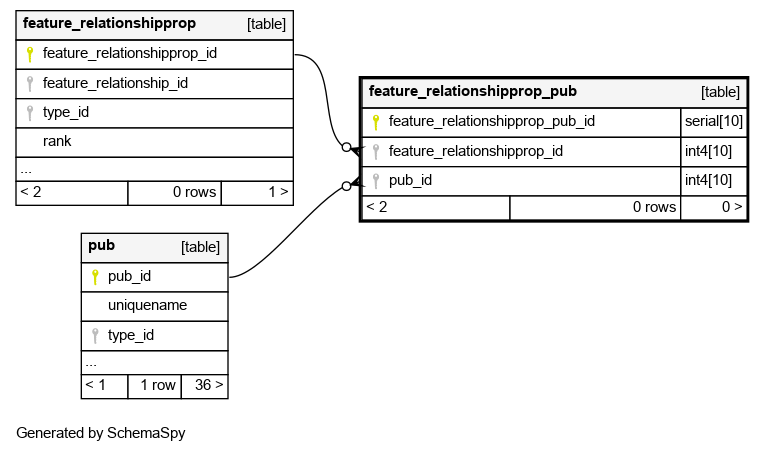 feature_relationshipprop [table]
feature_relationshipprop_id
feature_relationship_id
type_id
rank
...
< 2 0 rows 1 >
feature_relationshipprop_pub [table]
feature_relationshipprop_pub_id serial[10]
feature_relationshipprop_id int4[10]
pub_id int4[10]
< 2 0 rows 0 >
pub [table]
pub_id
uniquename
type_id
...
< 1 1 row 36 >
Generated by SchemaSpy